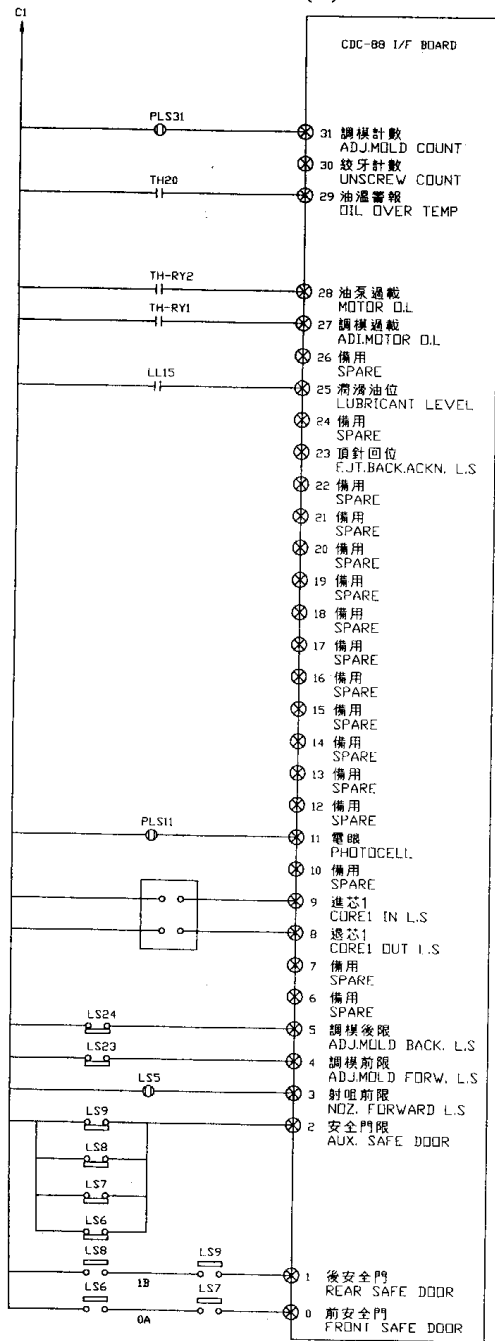 C1
CDC-88 I/F BOARD
PLS31
31 調模計數
ADJ.MOLD COUNT
30 絞牙計數
UNSCREW COUNT
TH20
29 油溫警報
OIL OVER TEMP
TH-RY2
28 油泵過載
MOTOR O.L
TH-RY1
27 調模過載
ADI.MOTOR O.L
26 備用
SPARE
LL15
25 潤滑油位
LUBRICANT LEVEL
24 備用
SPARE
23 頂針回位
EJT.BACK.ACKN. L.S
22 備用
SPARE
21 備用
SPARE
20 備用
SPARE
19 備用
SPARE
18 備用
SPARE
17 備用
SPARE
16 備用
SPARE
15 備用
SPARE
14 備用
SPARE
13 備用
SPARE
12 備用
SPARE
PLS11
11 電眼
PHOTOCELL
10 備用
SPARE
9 進芯1
CORE1 IN L.S
8 退芯1
CORE1 OUT L.S
7 備用
SPARE
6 備用
SPARE
LS24
5 調模後限
ADJ.MOLD BACK. L.S
LS23
4 調模前限
ADJ.MOLD FORW. L.S
LS5
3 射咀前限
NOZ. FORWARD L.S
LS9
2 安全門限
AUX. SAFE DOOR
LS8
LS7
LS6
LS8
LS9
1B
1 後安全門
REAR SAFE DOOR
LS6
LS7
0A
0 前安全門
FRONT SAFE DOOR